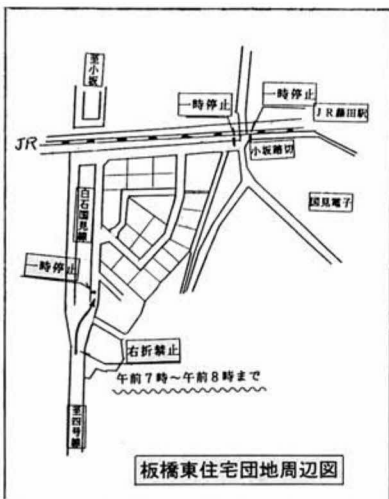 至小坂
一時停止
一時停止
JR藤田駅
JR
小坂踏切
白石国見線
国見電子
一時停止
右折禁止
午前7時～午前8時まで
至四号線
板橋東住宅団地周辺図